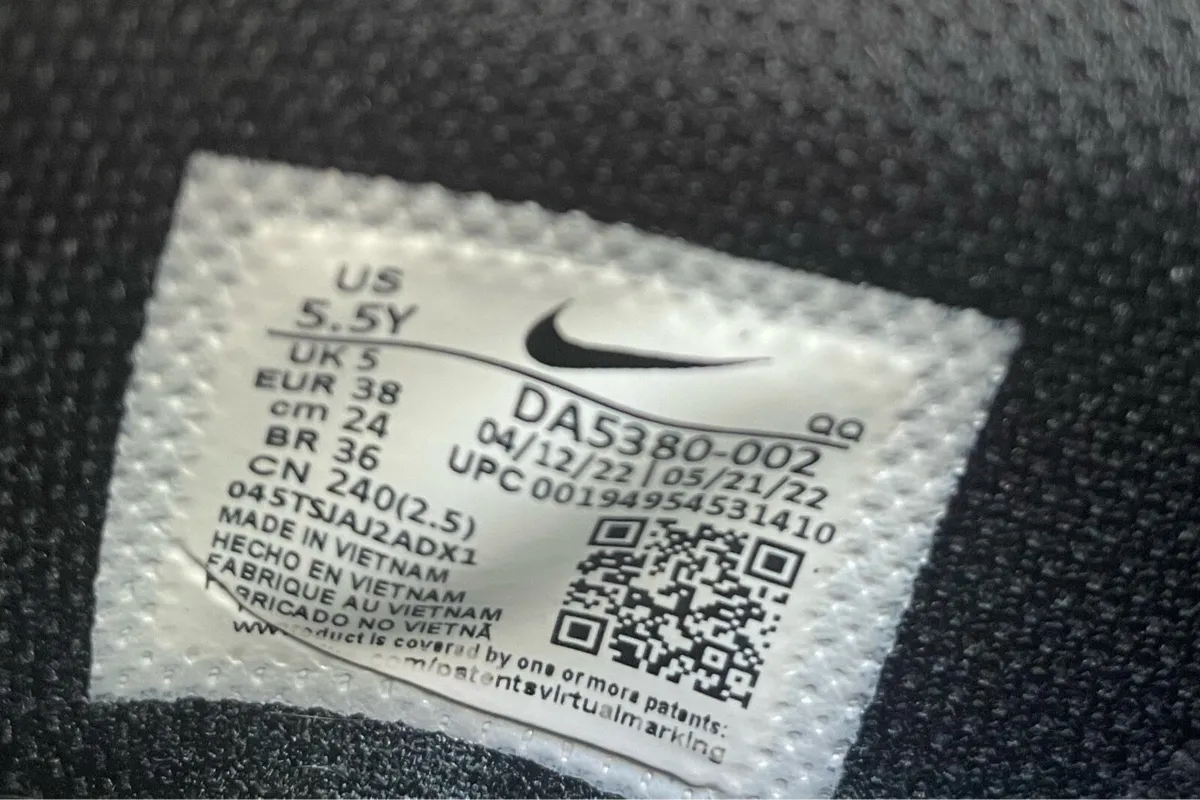 US
5.5Y
UK 5
EUR 38
cm 24
BR 36
CN 240(2.5)
045TSJAJ2ADX1
MADE IN VIETNAM
HECHO EN VIETNAM
FABRIQUE AU VIETNAM
BRICADO NO VIETNÃ
QQ
DA5380-002
04/12/22 | 05/21/22
UPC 00194954531410
oduct is covered by one or more patents:
.com/patentsvirtualmarking